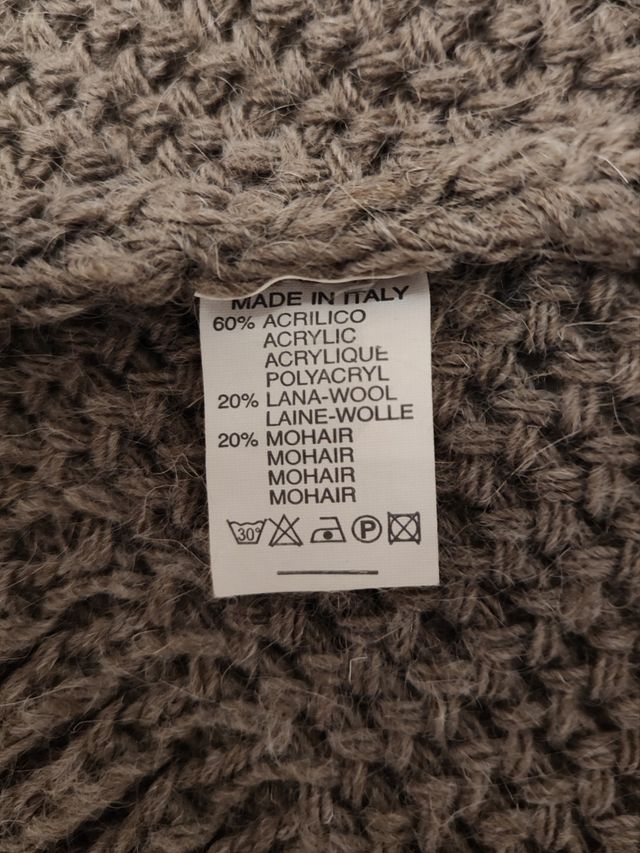 MADE IN ITALY
60% ACRILICO
ACRYLIC
ACRYLIQUE
POLYACRYL
20% LANA-WOOL
LAINE-WOLLE
20% MOHAIR
MOHAIR
MOHAIR
MOHAIR
30° P